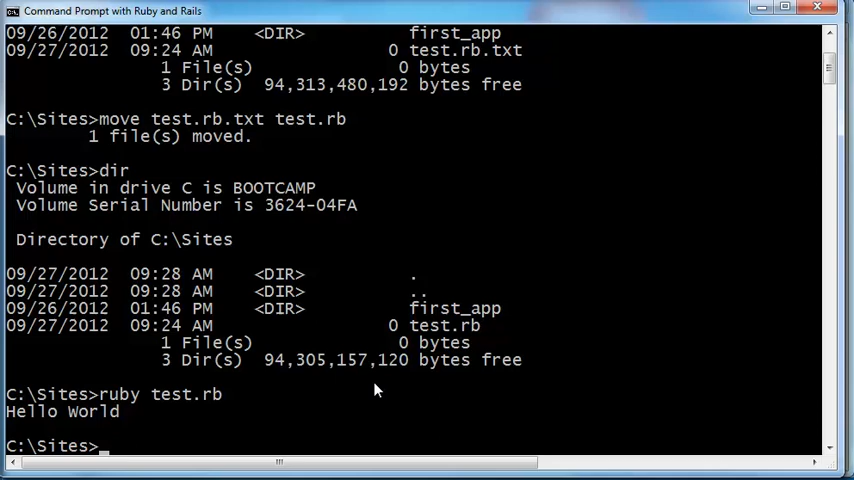 Command Prompt with Ruby and Rails
09/26/2012  01:46 PM    <DIR>          first_app
09/27/2012  09:24 AM                 0 test.rb.txt
1 File(s)              0 bytes
3 Dir(s)  94,313,480,192 bytes free
C:\Sites>move test.rb.txt test.rb
1 file(s) moved.
C:\Sites>dir
Volume in drive C is BOOTCAMP
Volume Serial Number is 3624-04FA
Directory of C:\Sites
09/27/2012  09:28 AM    <DIR>          .
09/27/2012  09:28 AM    <DIR>          ..
09/26/2012  01:46 PM    <DIR>          first_app
09/27/2012  09:24 AM                 0 test.rb
1 File(s)              0 bytes
3 Dir(s)  94,305,157,120 bytes free
C:\Sites>ruby test.rb
Hello World
C:\Sites>_